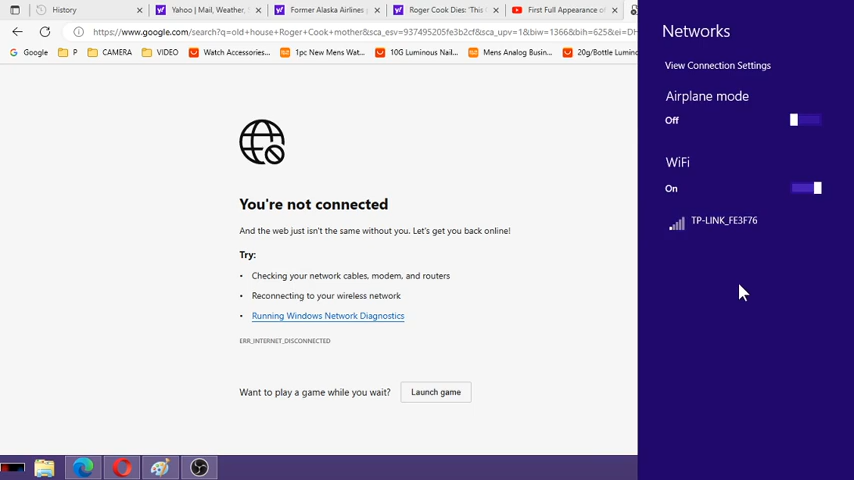 History
Yahoo | Mail, Weather,
Former Alaska Airlines
Roger Cook Dies: 'This
First Full Appearance of
https://www.google.com/search?q=old+house+Roger+Cook+mother&sca_esv=937495205fe3b2cf&sca_upv=1&biw=1366&bih=625&ei=DH
Google
P
CAMERA
VIDEO
Watch Accessories...
1pc New Mens Wat...
10G Luminous Nail...
Mens Analog Busin...
20g/Bottle Lumino
You're not connected
And the web just isn't the same without you. Let's get you back online!
Try:
• Checking your network cables, modem, and routers
• Reconnecting to your wireless network
• Running Windows Network Diagnostics
ERR_INTERNET_DISCONNECTED
Want to play a game while you wait?
Launch game
Networks
View Connection Settings
Airplane mode
Off
WiFi
On
TP-LINK_FE3F76